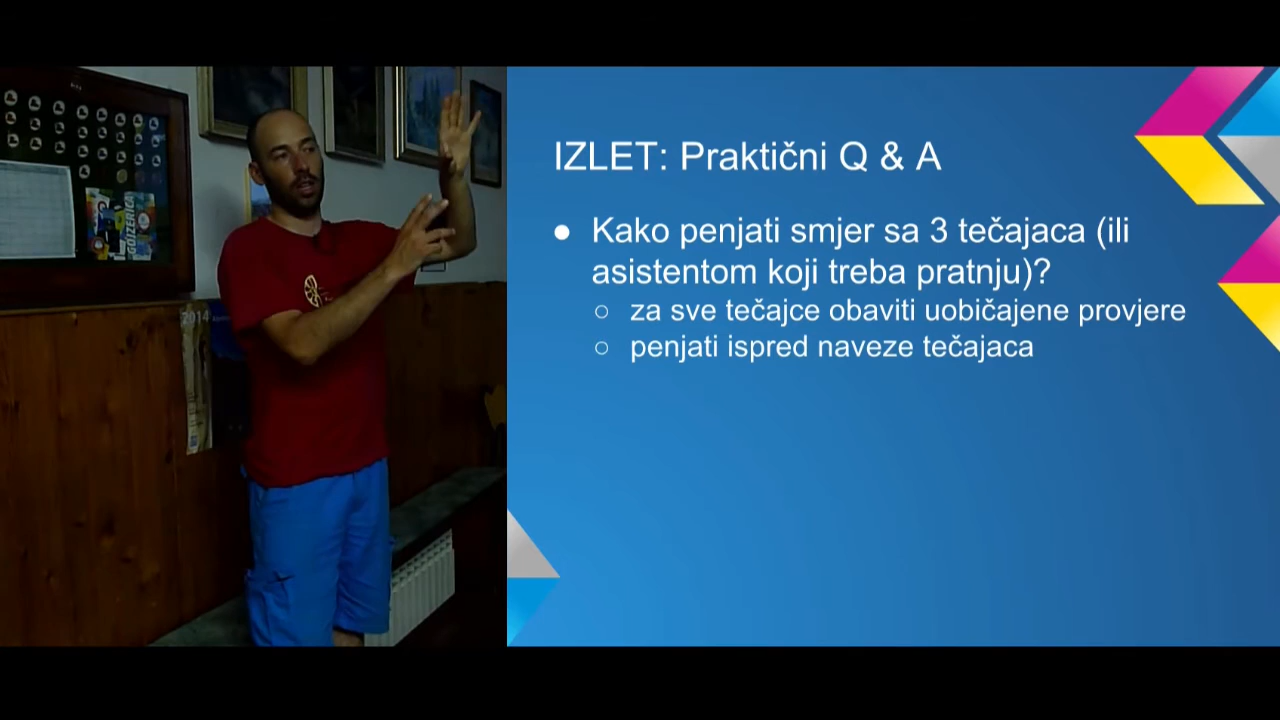 IZLET: Praktični Q & A
● Kako penjati smjer sa 3 tečajaca (ili
asistentom koji treba pratnju)?
○ za sve tečajce obaviti uobičajene provjere
○ penjati ispred naveze tečajaca
2014
GOJZERICA